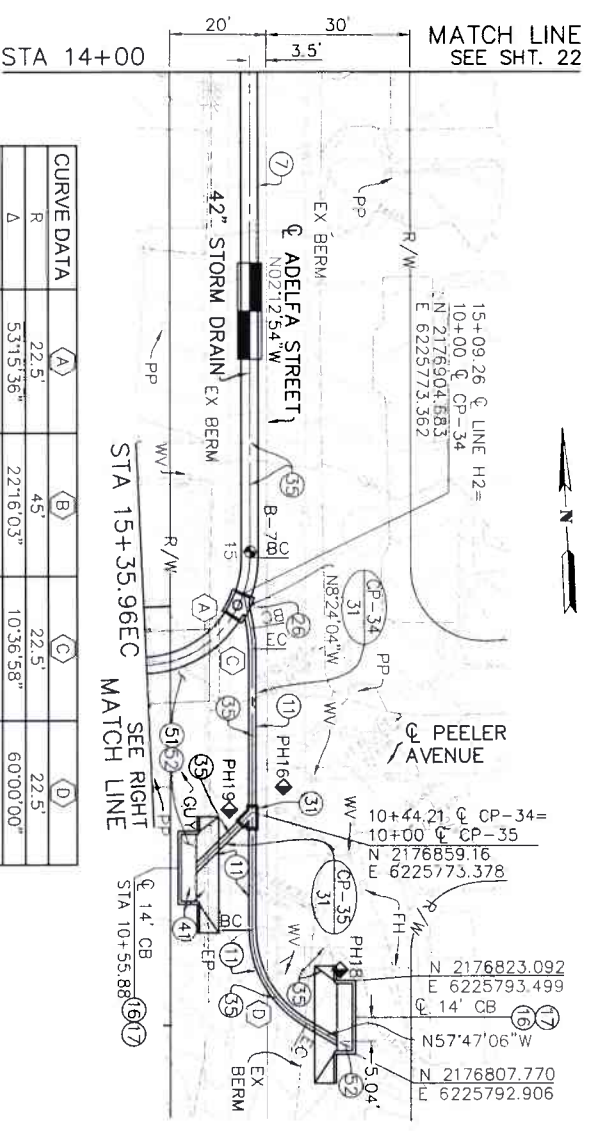 MATCH LINE
SEE SHT. 22
20'
30'
3.5'
STA 14+00
R/W
PP
7
EX BERM
℄ ADELFA STREET
N02°12'54"W
42" STORM DRAIN
EX BERM
PP
WV
R/W
15+09.26 ℄ LINE H2=
10+00 ℄ CP-34
N 2176904.683
E 6225773.362
N
35
B-7
BC
15
A
26
EC
C
N8°24'04"W
CP-34
31
PP
WV
11
35
STA 15+35.96EC
SEE RIGHT
MATCH LINE
℄ PEELER
AVENUE
PH16
PH19
31
35
51
52
GUY
PP
WV
10+44.21 ℄ CP-34=
10+00 ℄ CP-35
N 2176859.16
E 6225773.378
CP-35
31
11
41
EP
BC
℄ 14' CB
STA 10+55.88
16
17
R/W
FH
WV
PH18
11
35
35
D
EC
EX
BERM
N 2176823.092
E 6225793.499
℄ 14' CB
16
17
N57°47'06"W
5.04'
52
N 2176807.770
E 6225792.906
CURVE DATA A B C D
R 22.5' 45' 22.5' 22.5'
Δ 53°15'36" 22°16'03" 10°36'58" 60°00'00"